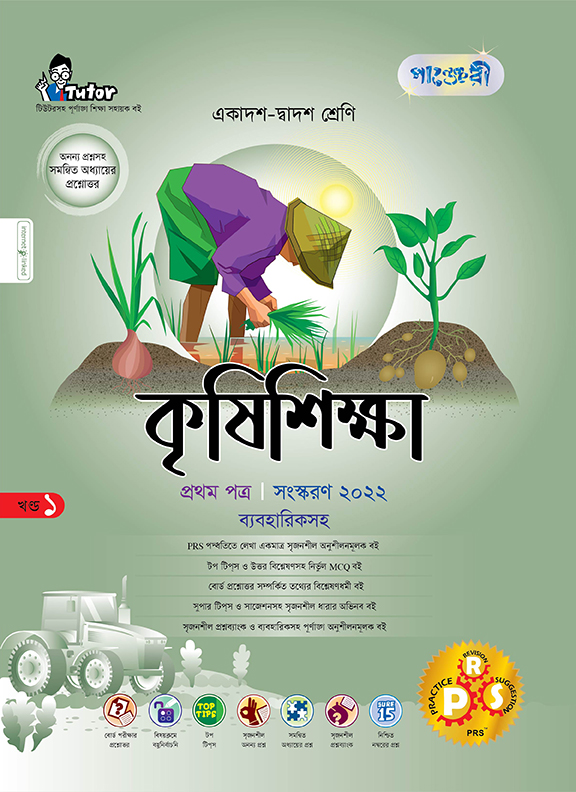 iTutor
টিউটরসহ পূর্ণাঙ্গ শিক্ষা সহায়ক বই
পাঞ্জেরী
একাদশ-দ্বাদশ শ্রেণি
অনন্য প্রশ্নসহ
সমন্বিত অধ্যায়ের
প্রশ্নোত্তর
কৃষিশিক্ষা
প্রথম পত্র | সংস্করণ ২০২২
ব্যবহারিকসহ
খণ্ড ১
PRS পদ্ধতিতে লেখা একমাত্র সৃজনশীল অনুশীলনমূলক বই
টপ টিপ্‌স ও উত্তর বিশ্লেষণসহ নির্ভুল MCQ বই
বোর্ড প্রশ্নোত্তর সম্পর্কিত তথ্যের বিশ্লেষণধর্মী বই
সুপার টিপ্‌স ও সাজেশনসহ সৃজনশীল ধারার অভিনব বই
সৃজনশীল প্রশ্নব্যাংক ও ব্যবহারিকসহ পূর্ণাঙ্গ অনুশীলনমূলক বই
PRACTICE REVISION SUGGESTION
P R S
PRS™
TOP
TIPS
SURE
15
বোর্ড পরীক্ষার
প্রশ্নোত্তর
বিষয়ক্রমে
বহুনির্বাচনি
টপ
টিপ্‌স
সৃজনশীল
অনন্য প্রশ্ন
সমন্বিত
অধ্যায়ের প্রশ্ন
সৃজনশীল
প্রশ্নব্যাংক
নিশ্চিত
নম্বরের প্রশ্ন